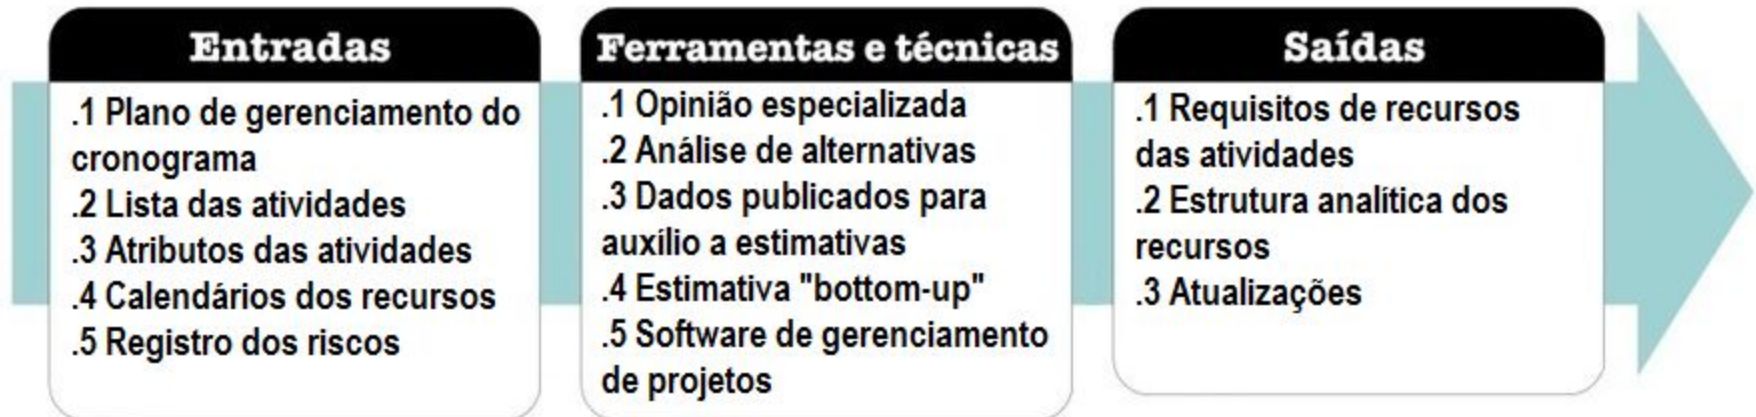 Entradas
.1 Plano de gerenciamento do
cronograma
.2 Lista das atividades
.3 Atributos das atividades
.4 Calendários dos recursos
.5 Registro dos riscos
Ferramentas e técnicas
.1 Opinião especializada
.2 Análise de alternativas
.3 Dados publicados para
auxílio a estimativas
.4 Estimativa "bottom-up"
.5 Software de gerenciamento
de projetos
Saídas
.1 Requisitos de recursos
das atividades
.2 Estrutura analítica dos
recursos
.3 Atualizações